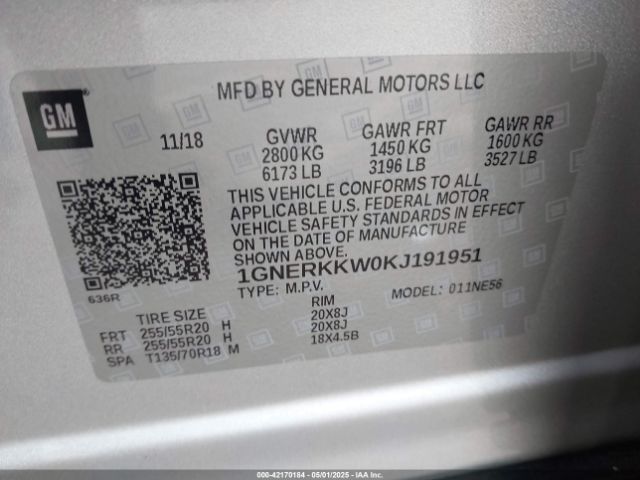 GM
MFD BY GENERAL MOTORS LLC
11/18 GVWR GAWR FRT GAWR RR
2800 KG 1450 KG 1600 KG
6173 LB 3196 LB 3527 LB
THIS VEHICLE CONFORMS TO ALL
APPLICABLE U.S. FEDERAL MOTOR
VEHICLE SAFETY STANDARDS IN EFFECT
ON THE DATE OF MANUFACTURE
1GNERKKW0KJ191951
636R TYPE: M.P.V. MODEL: 011NE56
TIRE SIZE RIM
FRT 255/55R20 H 20X8J
RR 255/55R20 H 20X8J
SPA T135/70R18 M 18X4.5B
000-42170164 - 05/01/2025 - IAA Inc.